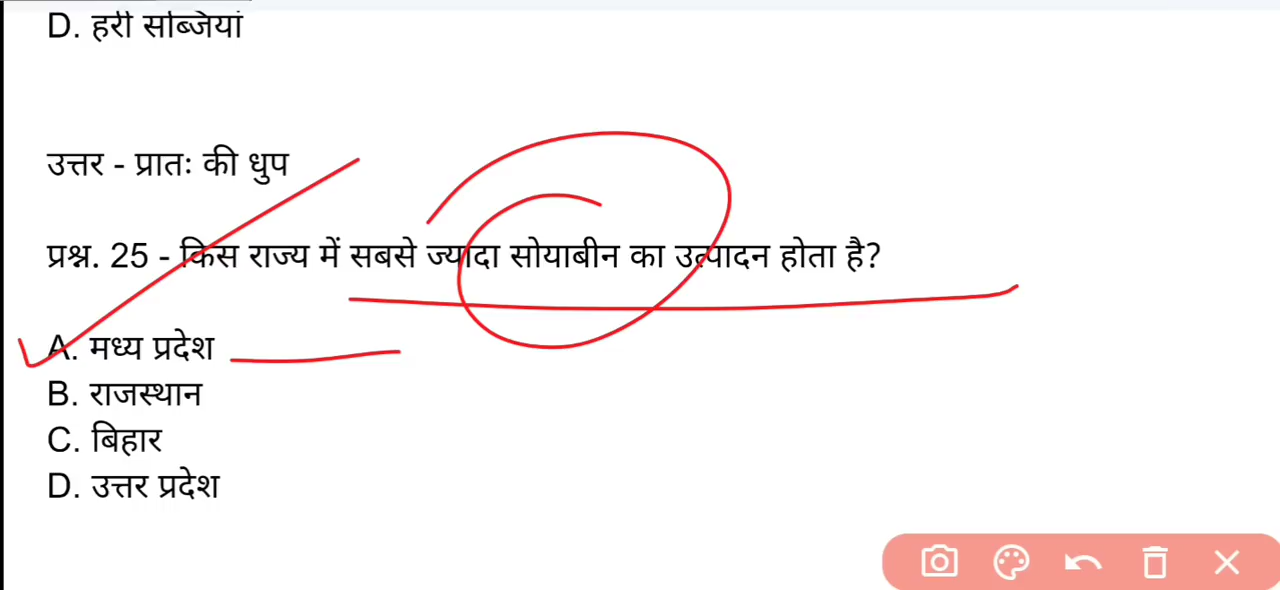 D. हरी सब्जियां
उत्तर - प्रातः की धुप
प्रश्न. 25 - किस राज्य में सबसे ज्यादा सोयाबीन का उत्पादन होता है?
A. मध्य प्रदेश
B. राजस्थान
C. बिहार
D. उत्तर प्रदेश